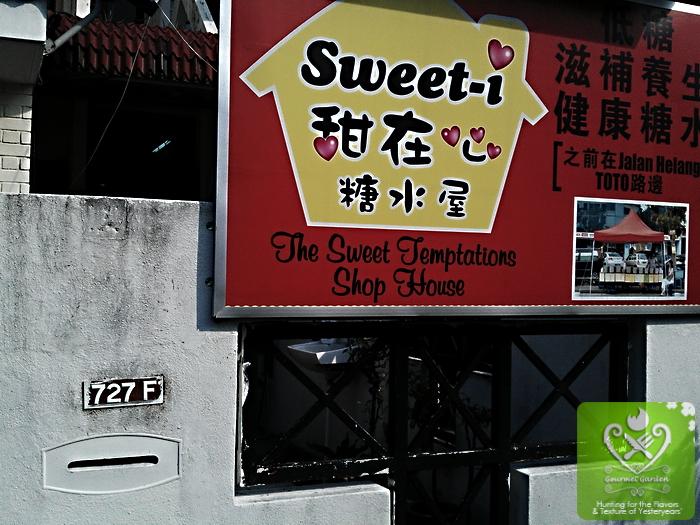 Sweet-i
甜在心
糖水屋
The Sweet Temptations
Shop House
低糖
滋補養生
健康糖水
[之前在Jalan Helang
TOTO路邊
727 F
Gourmet Garden
Hunting for the Flavors
& Texture of Yesteryears